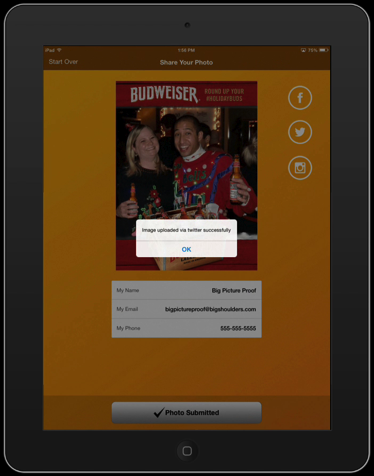 iPad
1:56 PM
75%
Start Over
Share Your Photo
BUDWEISER
ROUND UP YOUR
#HOLIDAYBUDS
Image uploaded via twitter successfully
OK
My Name Big Picture Proof
My Email bigpictureproof@bigshoulders.com
My Phone 555-555-5555
Photo Submitted